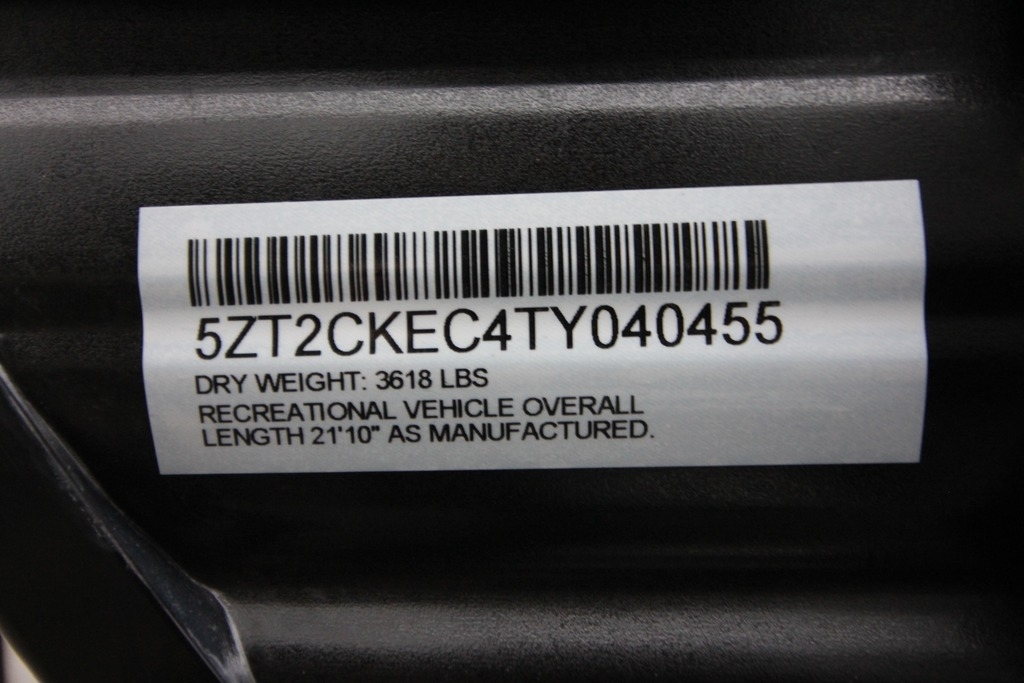 5ZT2CKEC4TY040455
DRY WEIGHT: 3618 LBS
RECREATIONAL VEHICLE OVERALL
LENGTH 21'10" AS MANUFACTURED.